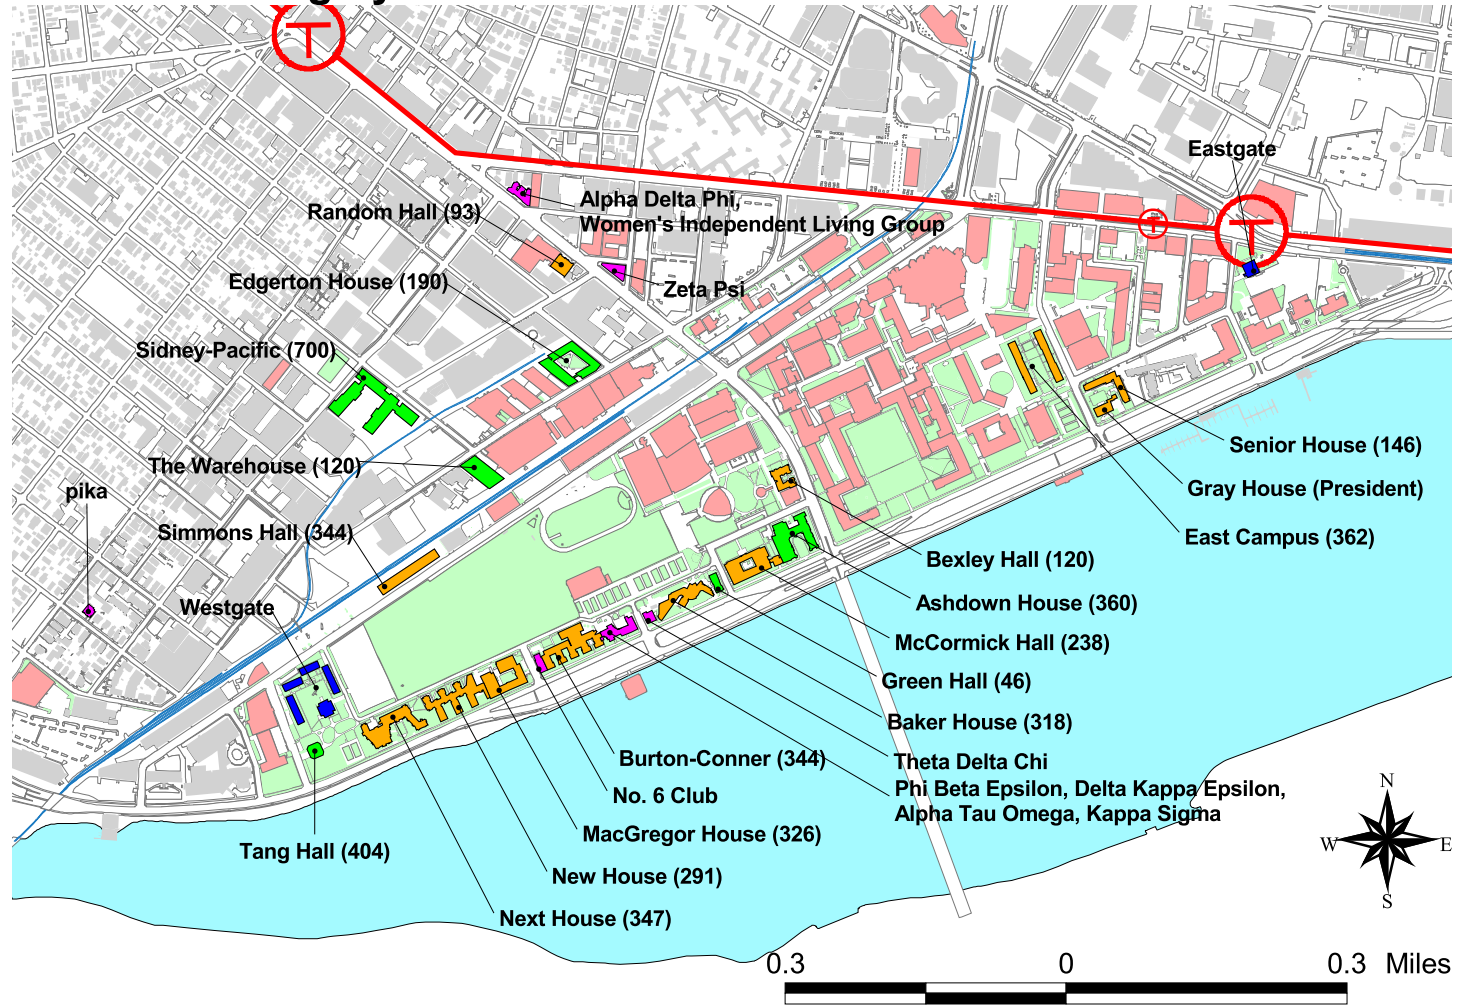 T
Eastgate
T
T
Alpha Delta Phi,
Women's Independent Living Group
Random Hall (93)
Edgerton House (190)
Zeta Psi
Sidney-Pacific (700)
The Warehouse (120)
pika
Simmons Hall (344)
Westgate
Senior House (146)
Gray House (President)
East Campus (362)
Bexley Hall (120)
Ashdown House (360)
McCormick Hall (238)
Green Hall (46)
Baker House (318)
Theta Delta Chi
Phi Beta Epsilon, Delta Kappa Epsilon,
Alpha Tau Omega, Kappa Sigma
Burton-Conner (344)
No. 6 Club
MacGregor House (326)
New House (291)
Next House (347)
Tang Hall (404)
N
W E
S
0.3 0 0.3 Miles